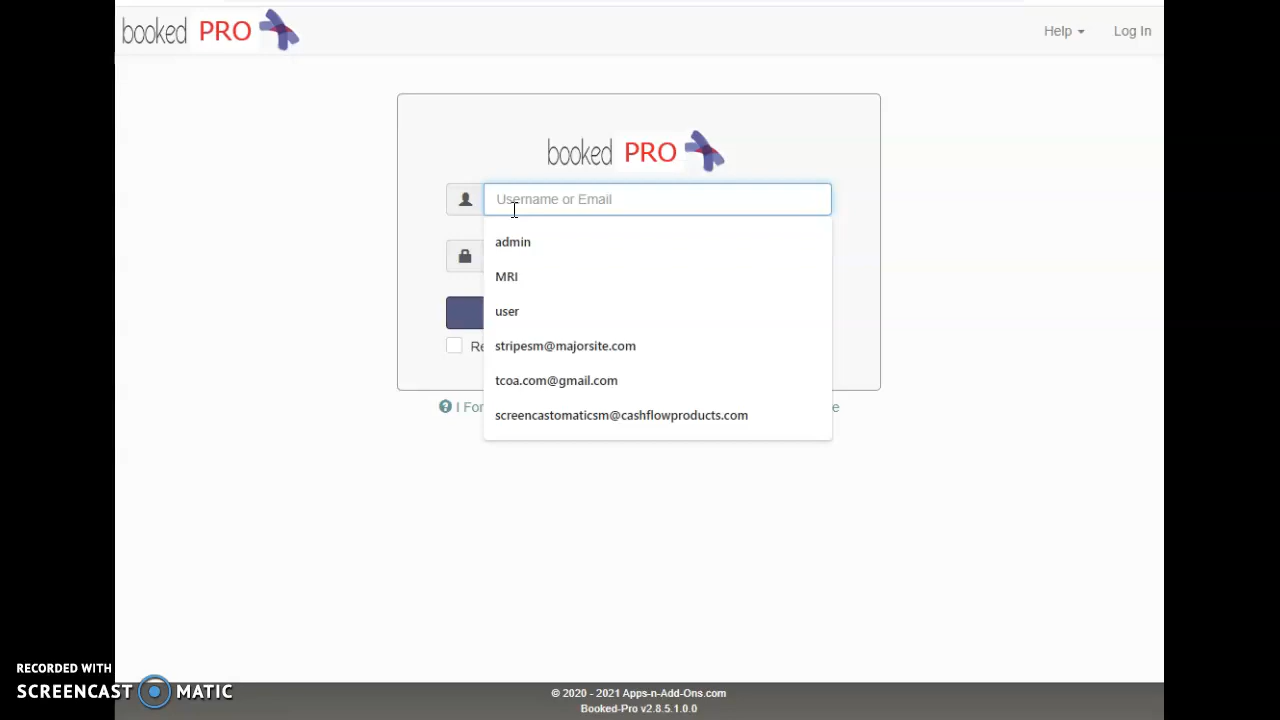 booked PRO
Help
Log In
booked PRO
Username or Email
admin
MRI
user
stripesm@majorsite.com
Re
tcoa.com@gmail.com
I For
e
screencastomaticsm@cashflowproducts.com
RECORDED WITH
SCREENCAST MATIC
© 2020 - 2021 Apps-n-Add-Ons.com
Booked-Pro v2.8.5.1.0.0